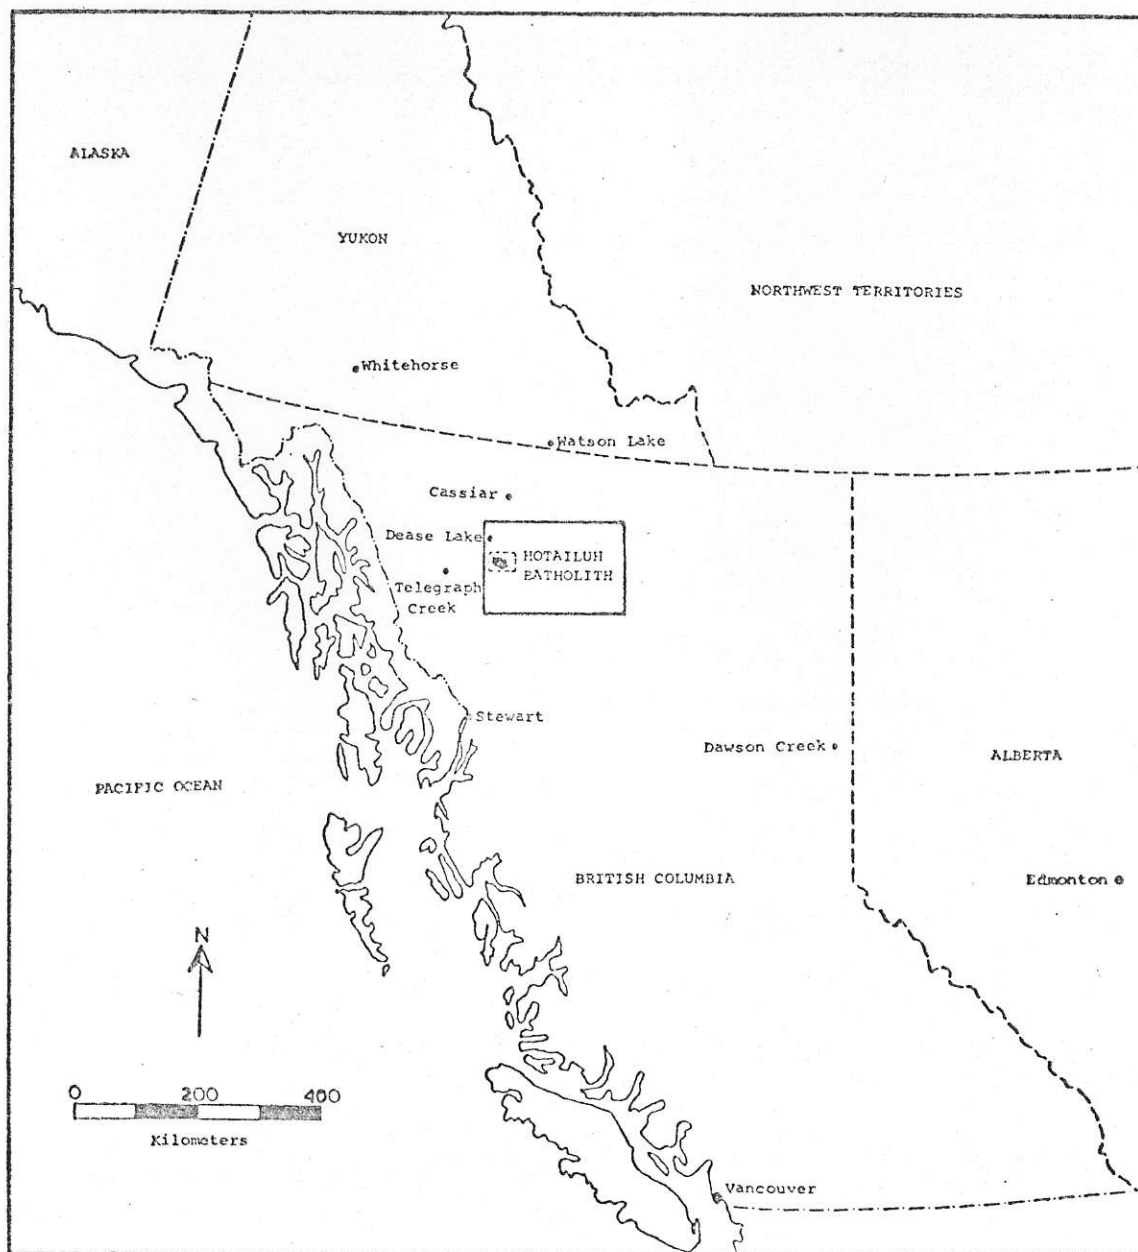 ALASKA
YUKON
NORTHWEST TERRITORIES
Whitehorse
Watson Lake
Cassiar
Dease Lake
HOTAILUH
BATHOLITH
Telegraph
Creek
Stewart
Dawson Creek
ALBERTA
PACIFIC OCEAN
BRITISH COLUMBIA
Edmonton
N
0 200 400
Kilometers
Vancouver